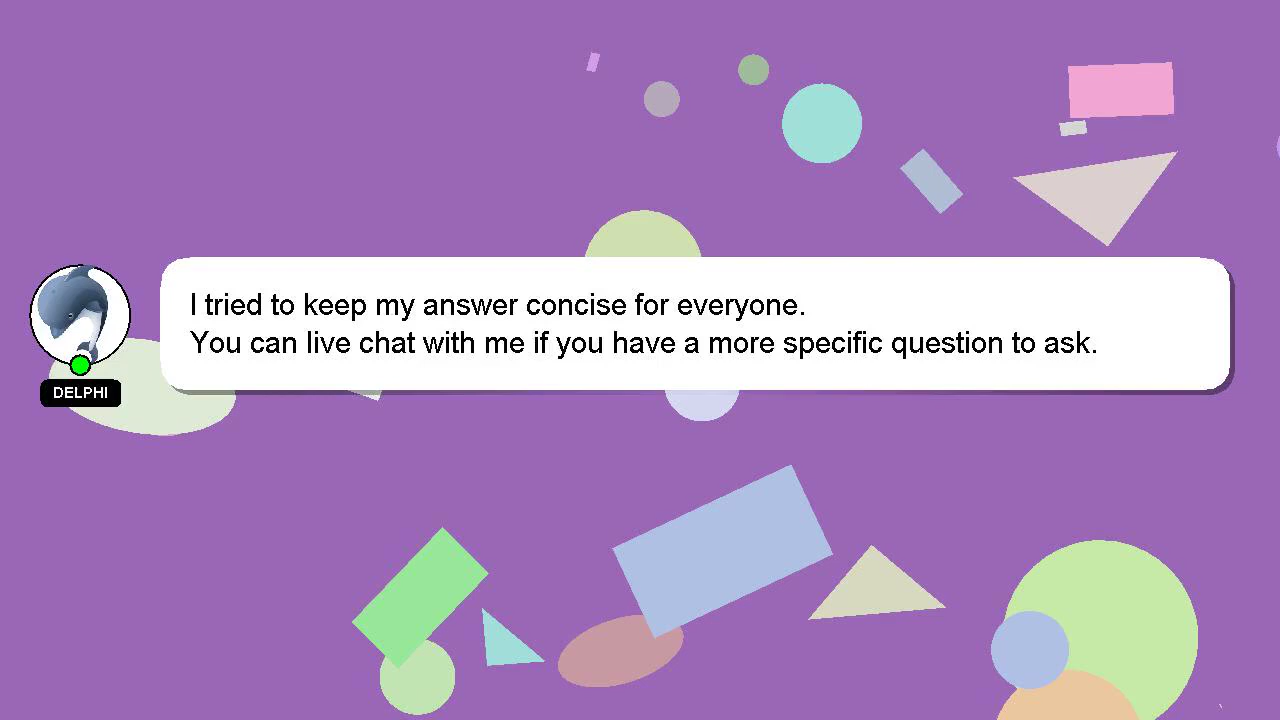 I tried to keep my answer concise for everyone.
You can live chat with me if you have a more specific question to ask.
DELPHI